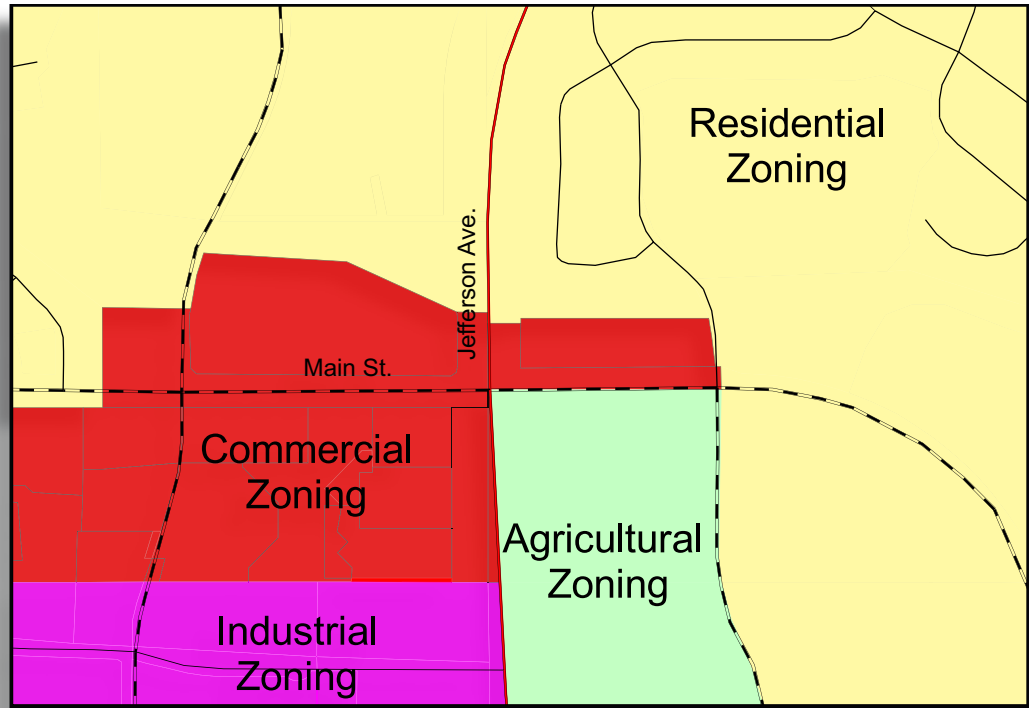 Residential
Zoning
Jefferson Ave.
Main St.
Commercial
Zoning
Agricultural
Zoning
Industrial
Zoning